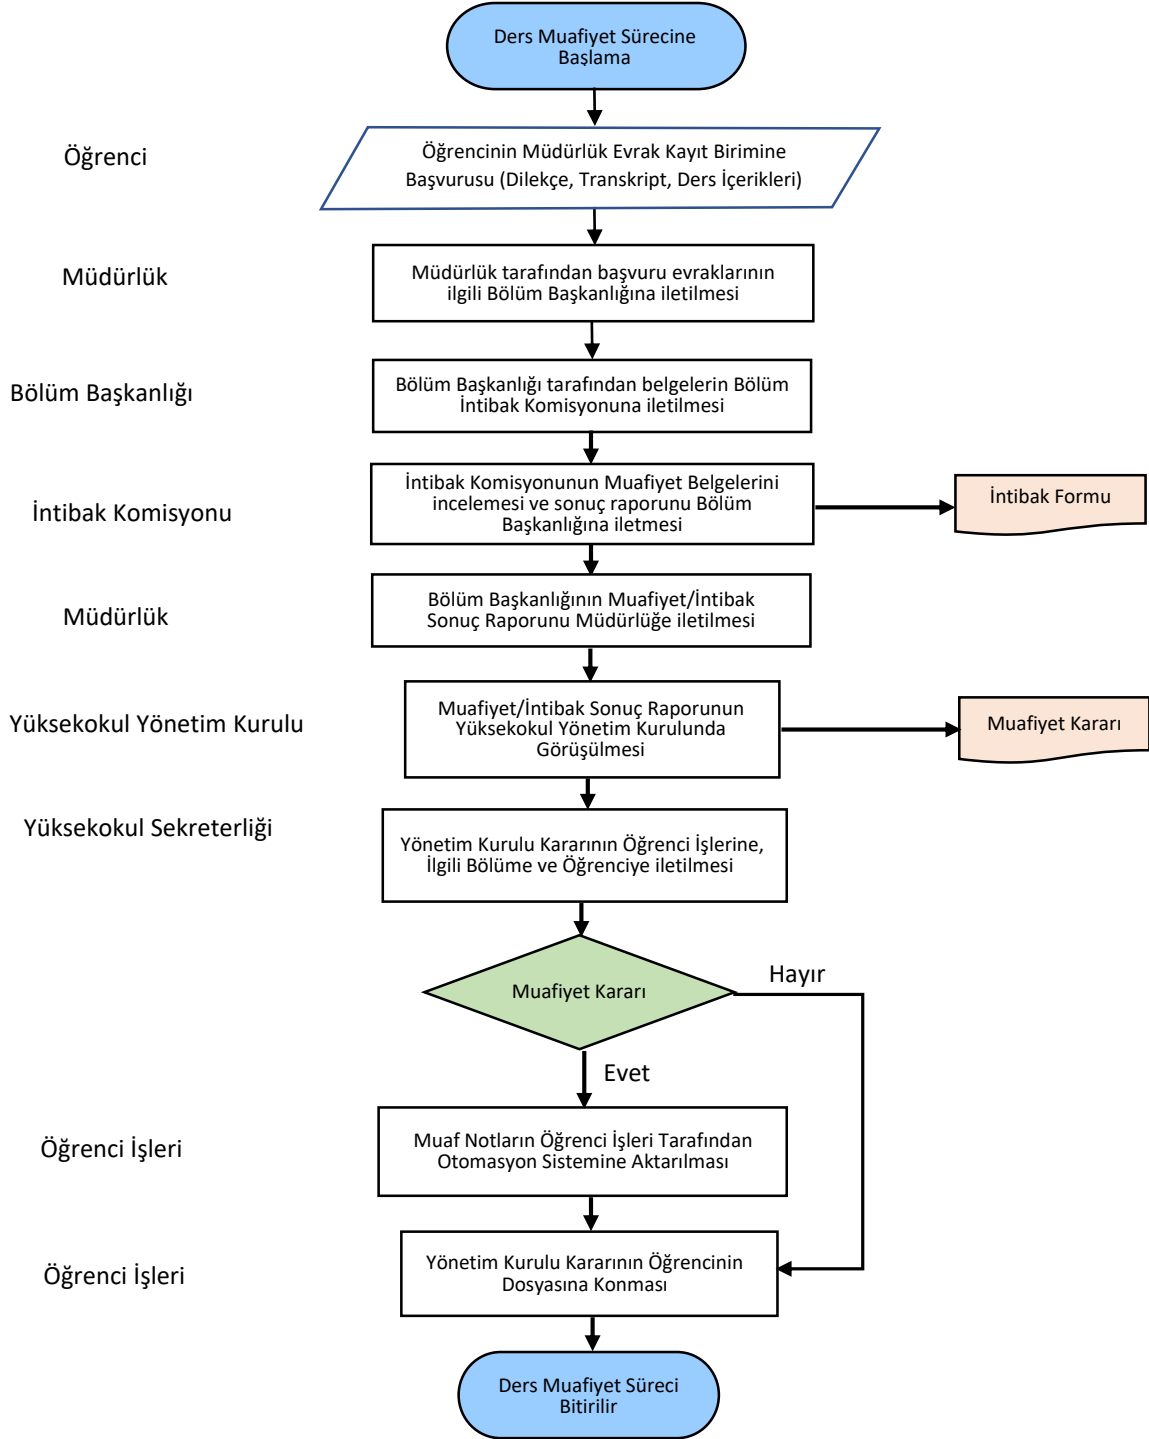 Ders Muafiyet Sürecine
Başlama
Öğrenci
Öğrencinin Müdürlük Evrak Kayıt Birimine
Başvurusu (Dilekçe, Transkript, Ders İçerikleri)
Müdürlük
Müdürlük tarafından başvuru evraklarının
ilgili Bölüm Başkanlığına iletilmesi
Bölüm Başkanlığı
Bölüm Başkanlığı tarafından belgelerin Bölüm
İntibak Komisyonuna iletilmesi
İntibak Komisyonu
İntibak Komisyonunun Muafiyet Belgelerini
incelemesi ve sonuç raporunu Bölüm
Başkanlığına iletmesi
İntibak Formu
Müdürlük
Bölüm Başkanlığının Muafiyet/İntibak
Sonuç Raporunu Müdürlüğe iletilmesi
Yüksekokul Yönetim Kurulu
Muafiyet/İntibak Sonuç Raporunun
Yüksekokul Yönetim Kurulunda
Görüşülmesi
Muafiyet Kararı
Yüksekokul Sekreterliği
Yönetim Kurulu Kararının Öğrenci İşlerine,
İlgili Bölüme ve Öğrenciye iletilmesi
Muafiyet Kararı
Hayır
Evet
Öğrenci İşleri
Muaf Notların Öğrenci İşleri Tarafından
Otomasyon Sistemine Aktarılması
Öğrenci İşleri
Yönetim Kurulu Kararının Öğrencinin
Dosyasına Konması
Ders Muafiyet Süreci
Bitirilir